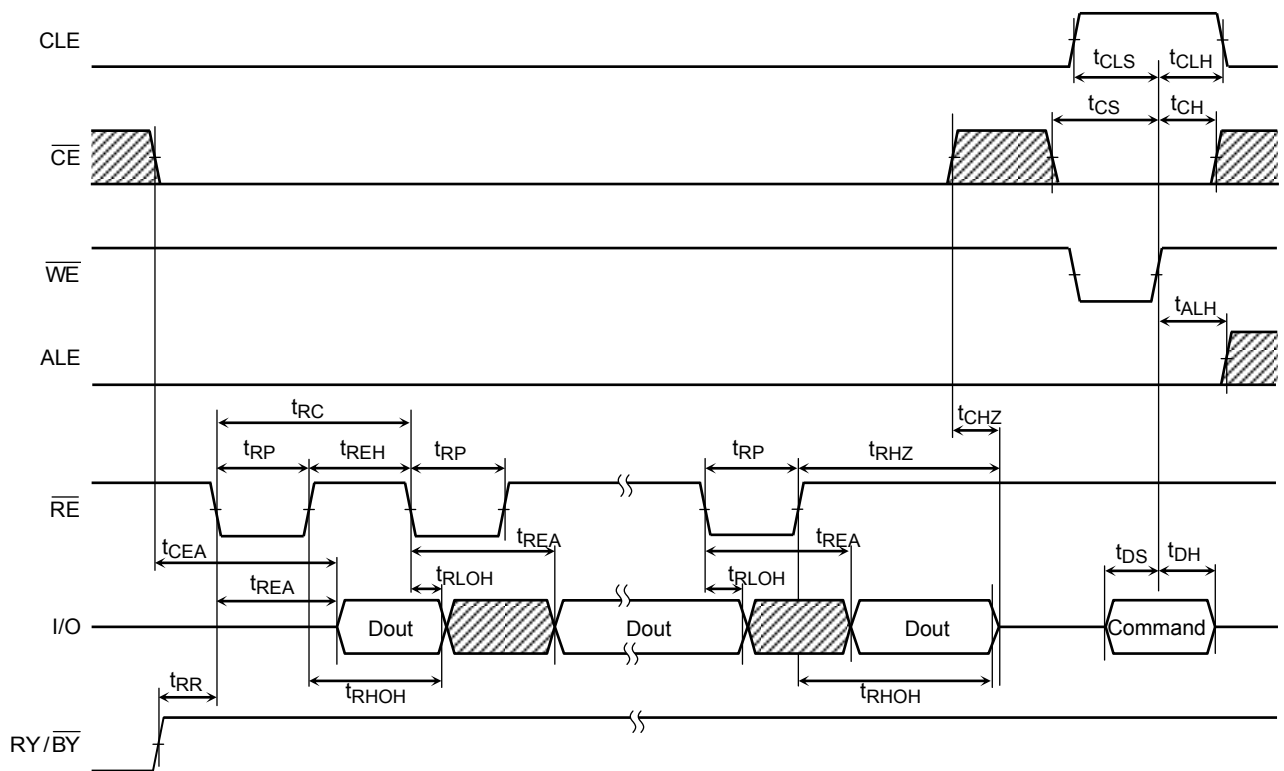 CLE
tCLS tCLH
tCS tCH
CE
WE
tALH
ALE
tRC tCHZ
tRP tREH tRP tRP tRHZ
RE
tCEA tREA tREA
tREA tRLOH tRLOH tDS tDH
I/O Dout Dout Dout Command
tRR tRHOH tRHOH
RY/BY